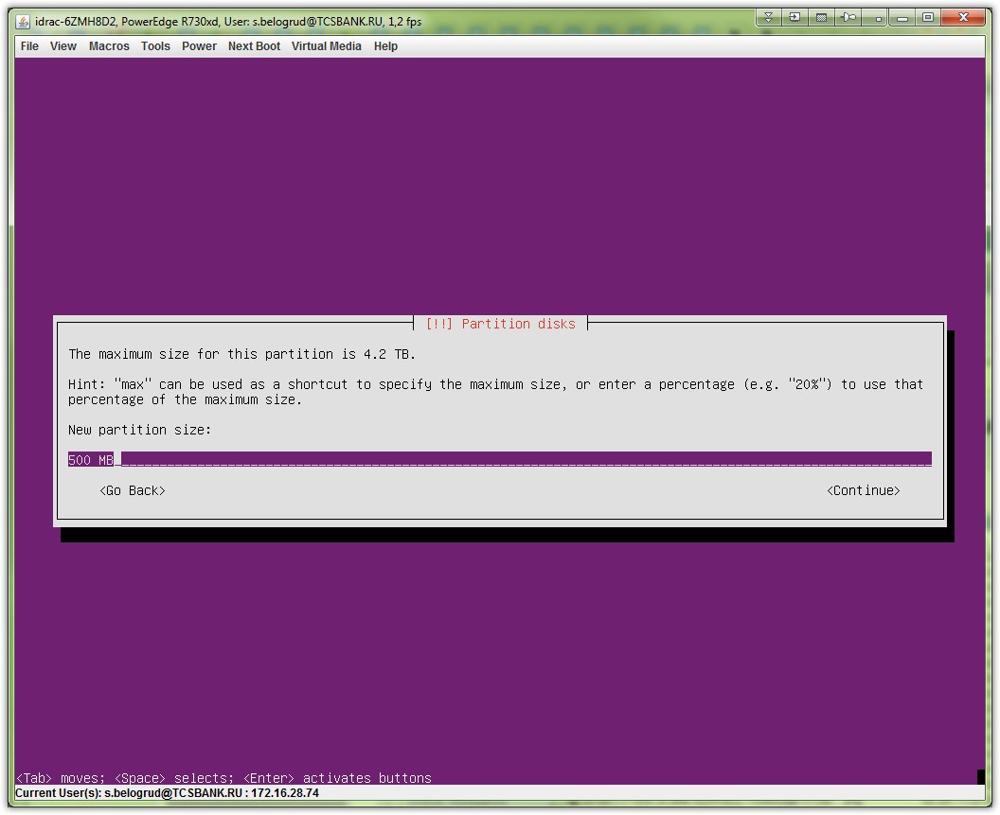 idrac-6ZMH8D2, PowerEdge R730xd, User: s.belogrud@TCSBANK.RU, 1,2 fps
File View Macros Tools Power Next Boot Virtual Media Help
[!!] Partition disks
The maximum size for this partition is 4.2 TB.
Hint: "max" can be used as a shortcut to specify the maximum size, or enter a percentage (e.g. "20%") to use that
percentage of the maximum size.
New partition size:
500 MB
<Go Back> <Continue>
<Tab> moves; <Space> selects; <Enter> activates buttons
Current User(s): s.belogrud@TCSBANK.RU : 172.16.28.74